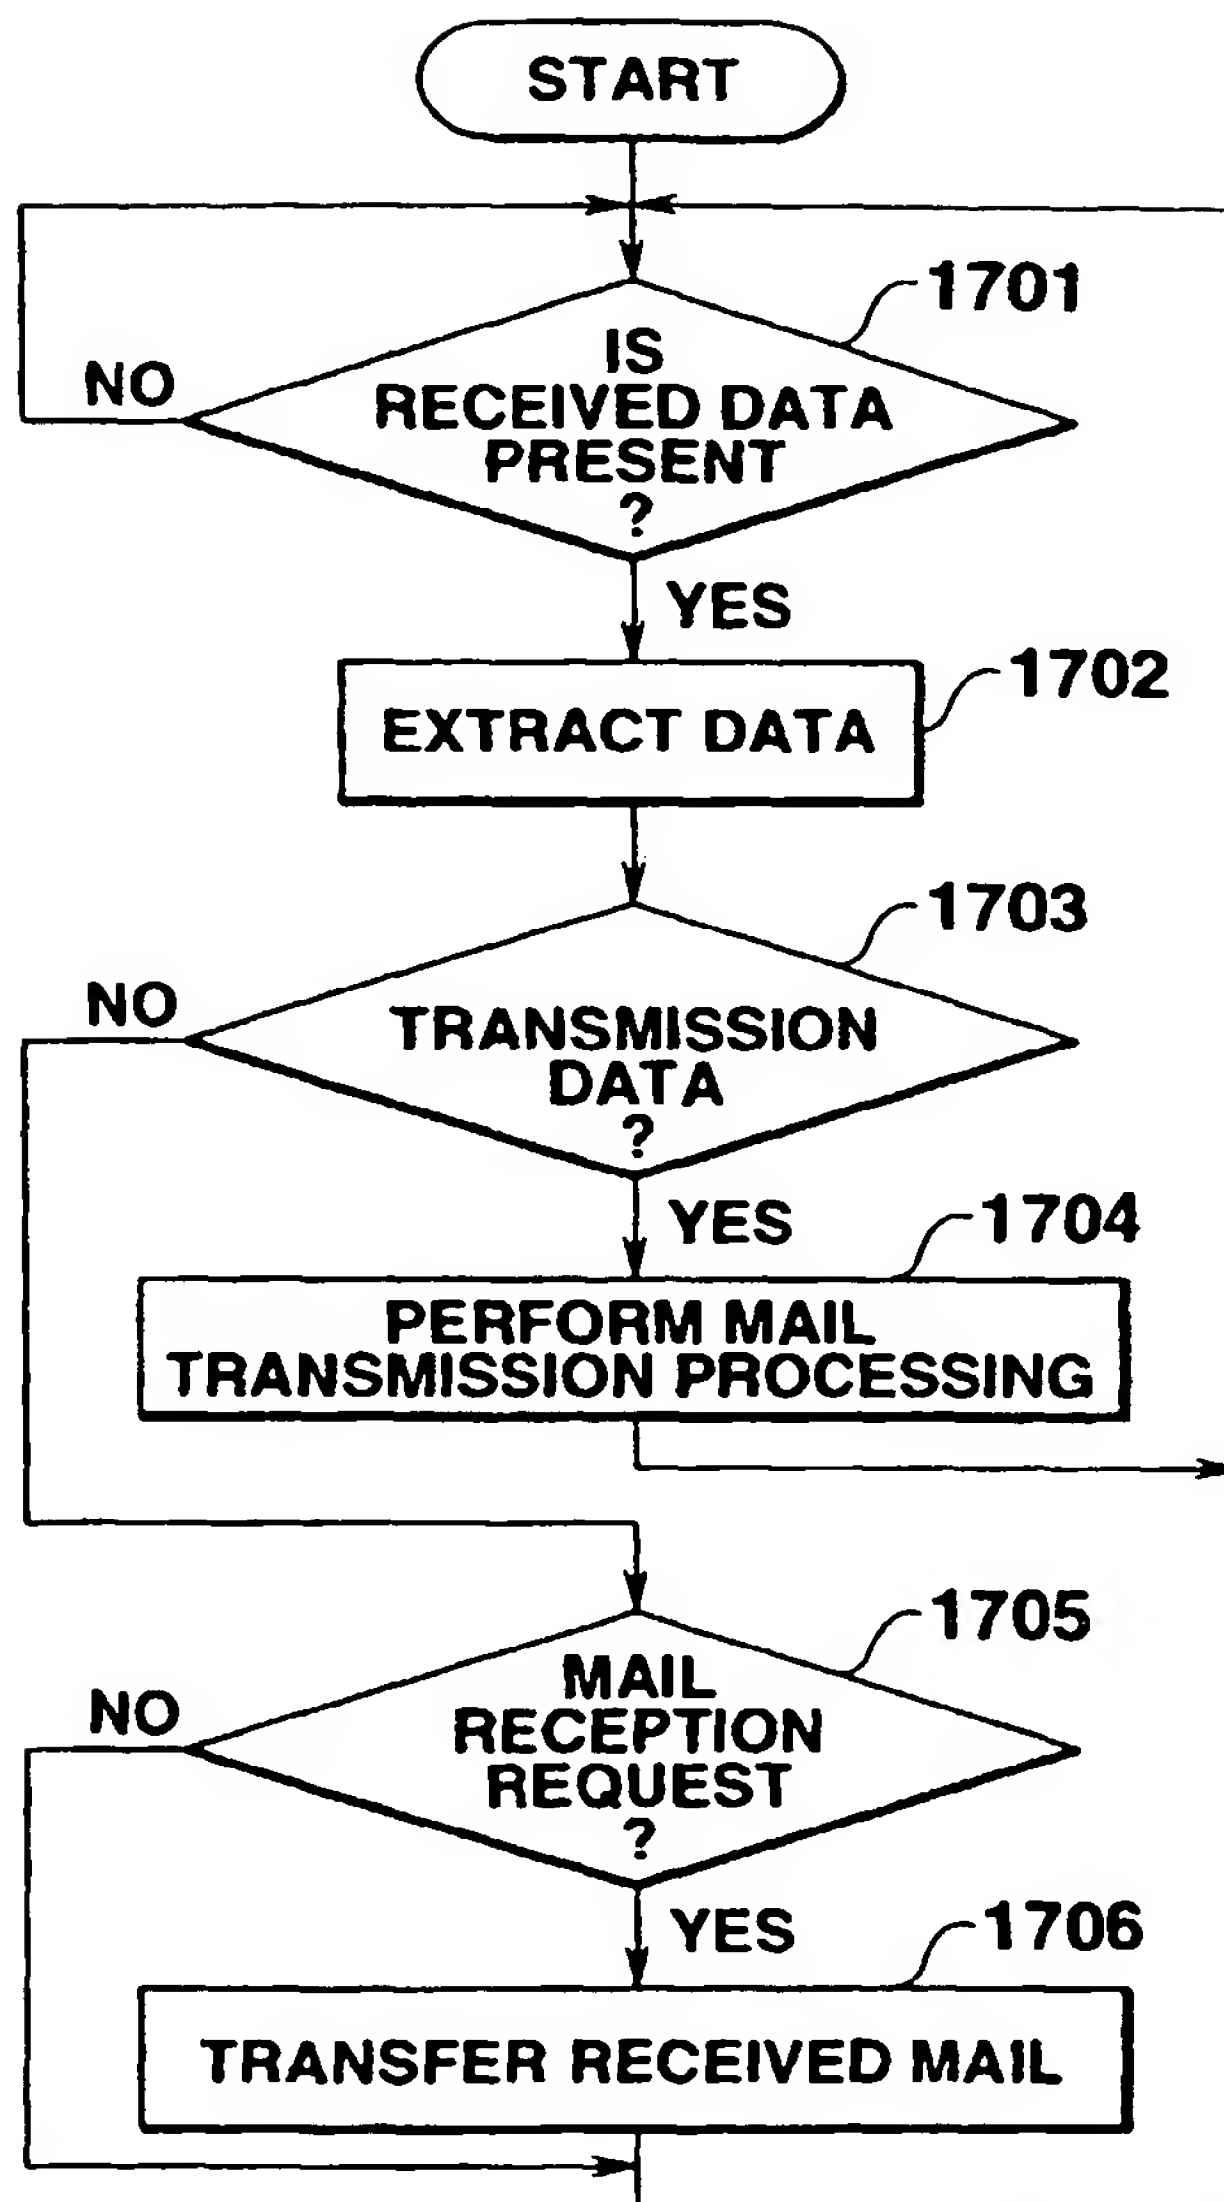 START
1701
IS
RECEIVED DATA
PRESENT
?
NO
YES
1702
EXTRACT DATA
1703
NO
TRANSMISSION
DATA
?
YES
1704
PERFORM MAIL
TRANSMISSION PROCESSING
1705
MAIL
RECEPTION
REQUEST
?
NO
YES
1706
TRANSFER RECEIVED MAIL